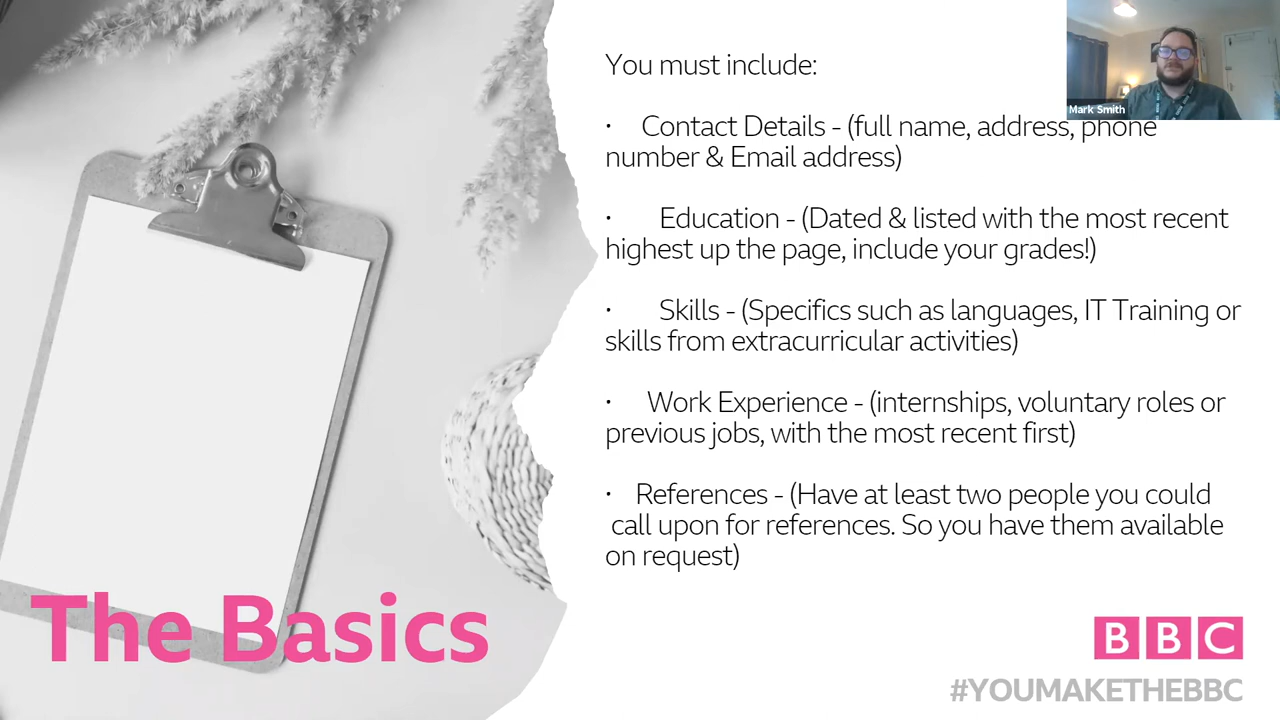 You must include:
Mark Smith
· Contact Details - (full name, address, phone
number & Email address)
· Education - (Dated & listed with the most recent
highest up the page, include your grades!)
· Skills - (Specifics such as languages, IT Training or
skills from extracurricular activities)
· Work Experience - (internships, voluntary roles or
previous jobs, with the most recent first)
· References - (Have at least two people you could
call upon for references. So you have them available
on request)
The Basics
BBC
#YOUMAKETHEBBC